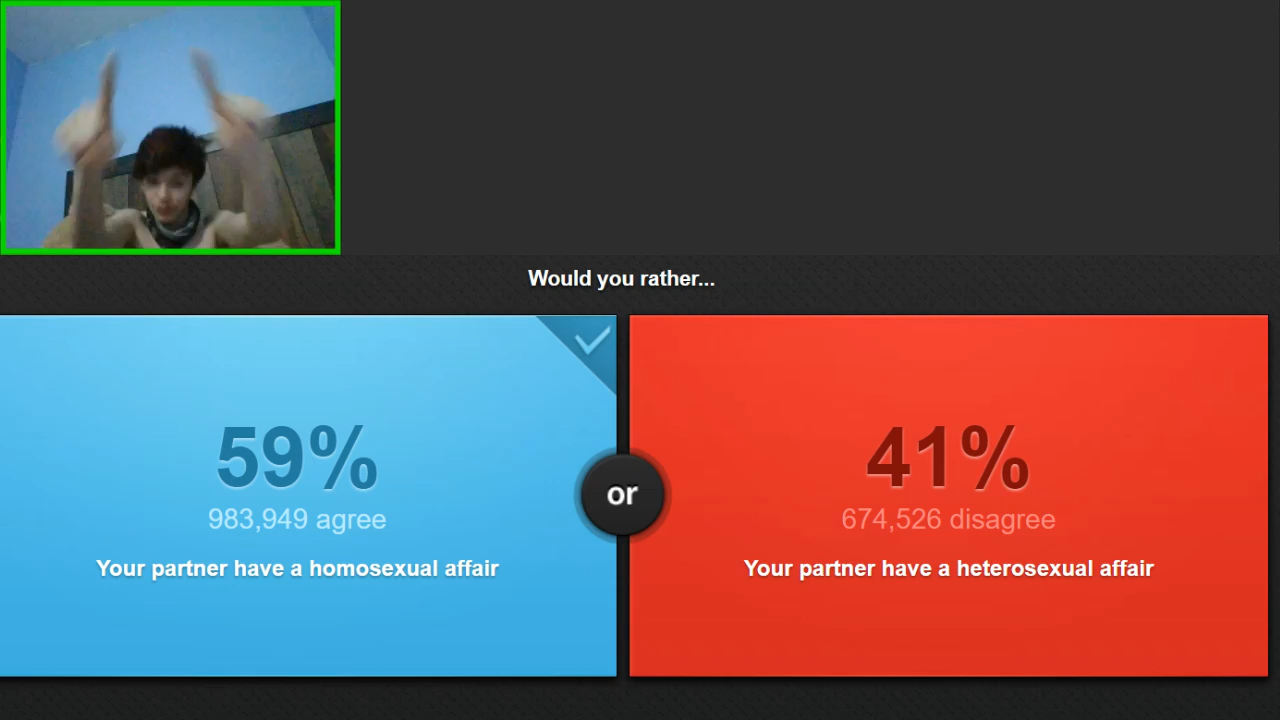 Would you rather...
59%
983,949 agree
Your partner have a homosexual affair
or
41%
674,526 disagree
Your partner have a heterosexual affair